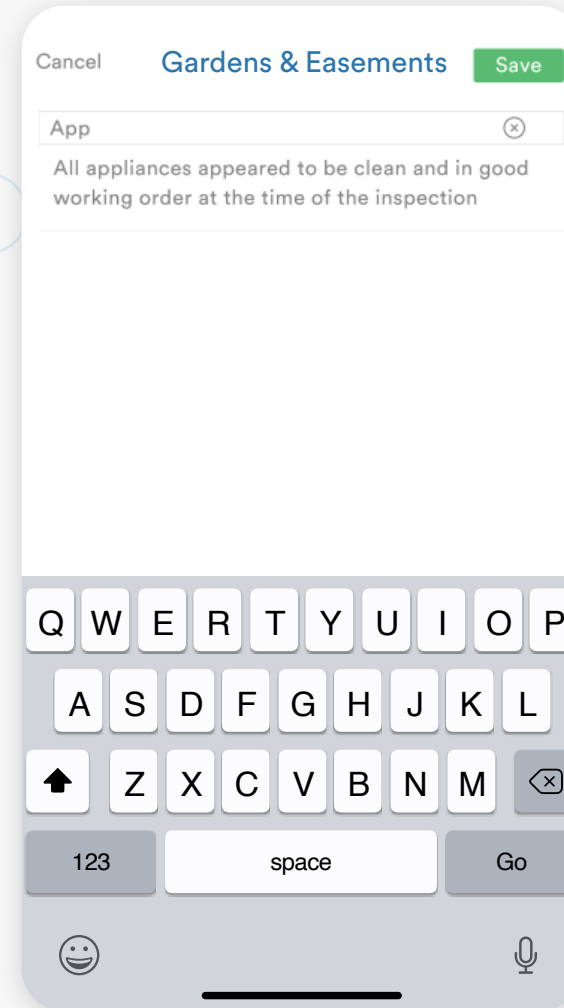 Cancel Gardens & Easements Save
App
All appliances appeared to be clean and in good
working order at the time of the inspection
Q W E R T Y U I O P
A S D F G H J K L
Z X C V B N M
123 space Go